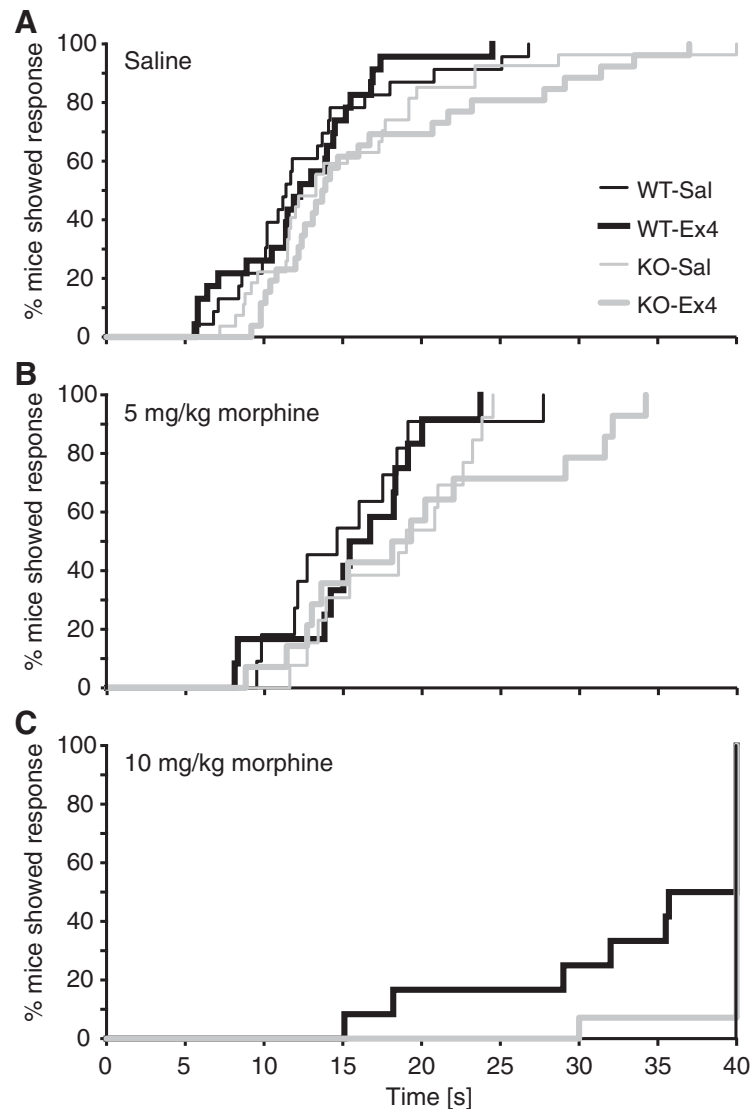 A
Saline
% mice showed response
100
80
60
40
20
0
WT-Sal
WT-Ex4
KO-Sal
KO-Ex4
B
5 mg/kg morphine
% mice showed response
100
80
60
40
20
0
C
10 mg/kg morphine
% mice showed response
100
80
60
40
20
0
0 5 10 15 20 25 30 35 40
Time [s]